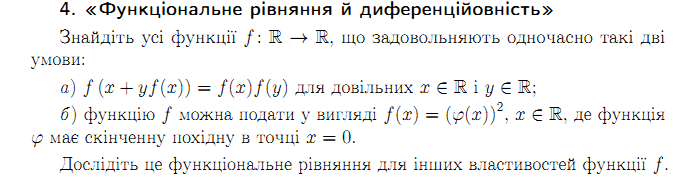 4. «Функціональне рівняння й диференційовність»
Знайдіть усі функції f: ℝ → ℝ, що задовольняють одночасно такі дві
умови:
а) f (x + yf(x)) = f(x)f(y) для довільних x ∈ ℝ і y ∈ ℝ;
б) функцію f можна подати у вигляді f(x) = (φ(x))², x ∈ ℝ, де функція
φ має скінченну похідну в точці x = 0.
Дослідіть це функціональне рівняння для інших властивостей функції f.